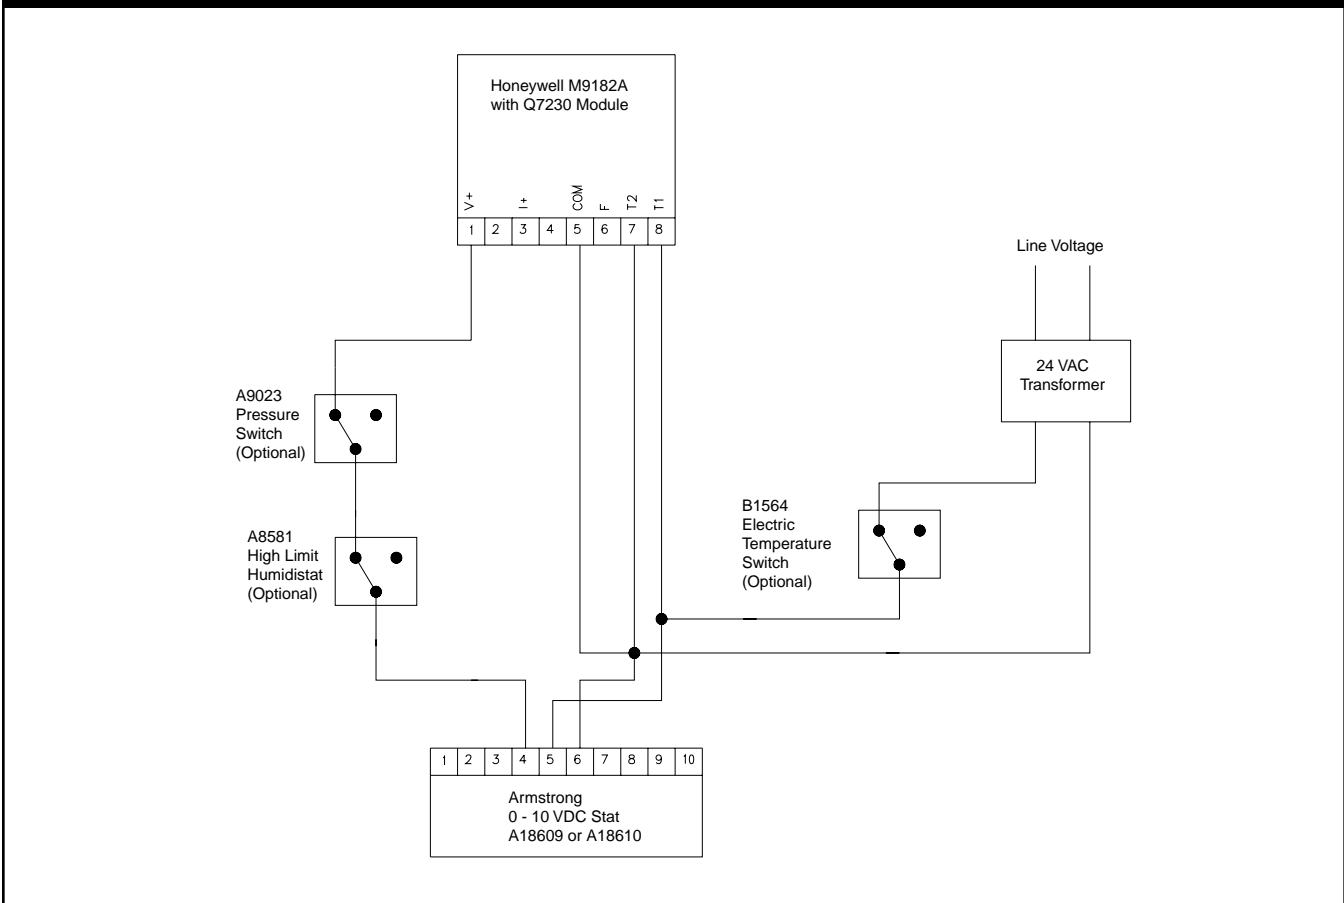 Honeywell M9182A
with Q7230 Module
V+ I+ COM F T2 T1
1 2 3 4 5 6 7 8
Line Voltage
24 VAC
Transformer
A9023
Pressure
Switch
(Optional)
A8581
High Limit
Humidistat
(Optional)
B1564
Electric
Temperature
Switch
(Optional)
1 2 3 4 5 6 7 8 9 10
Armstrong
0 - 10 VDC Stat
A18609 or A18610